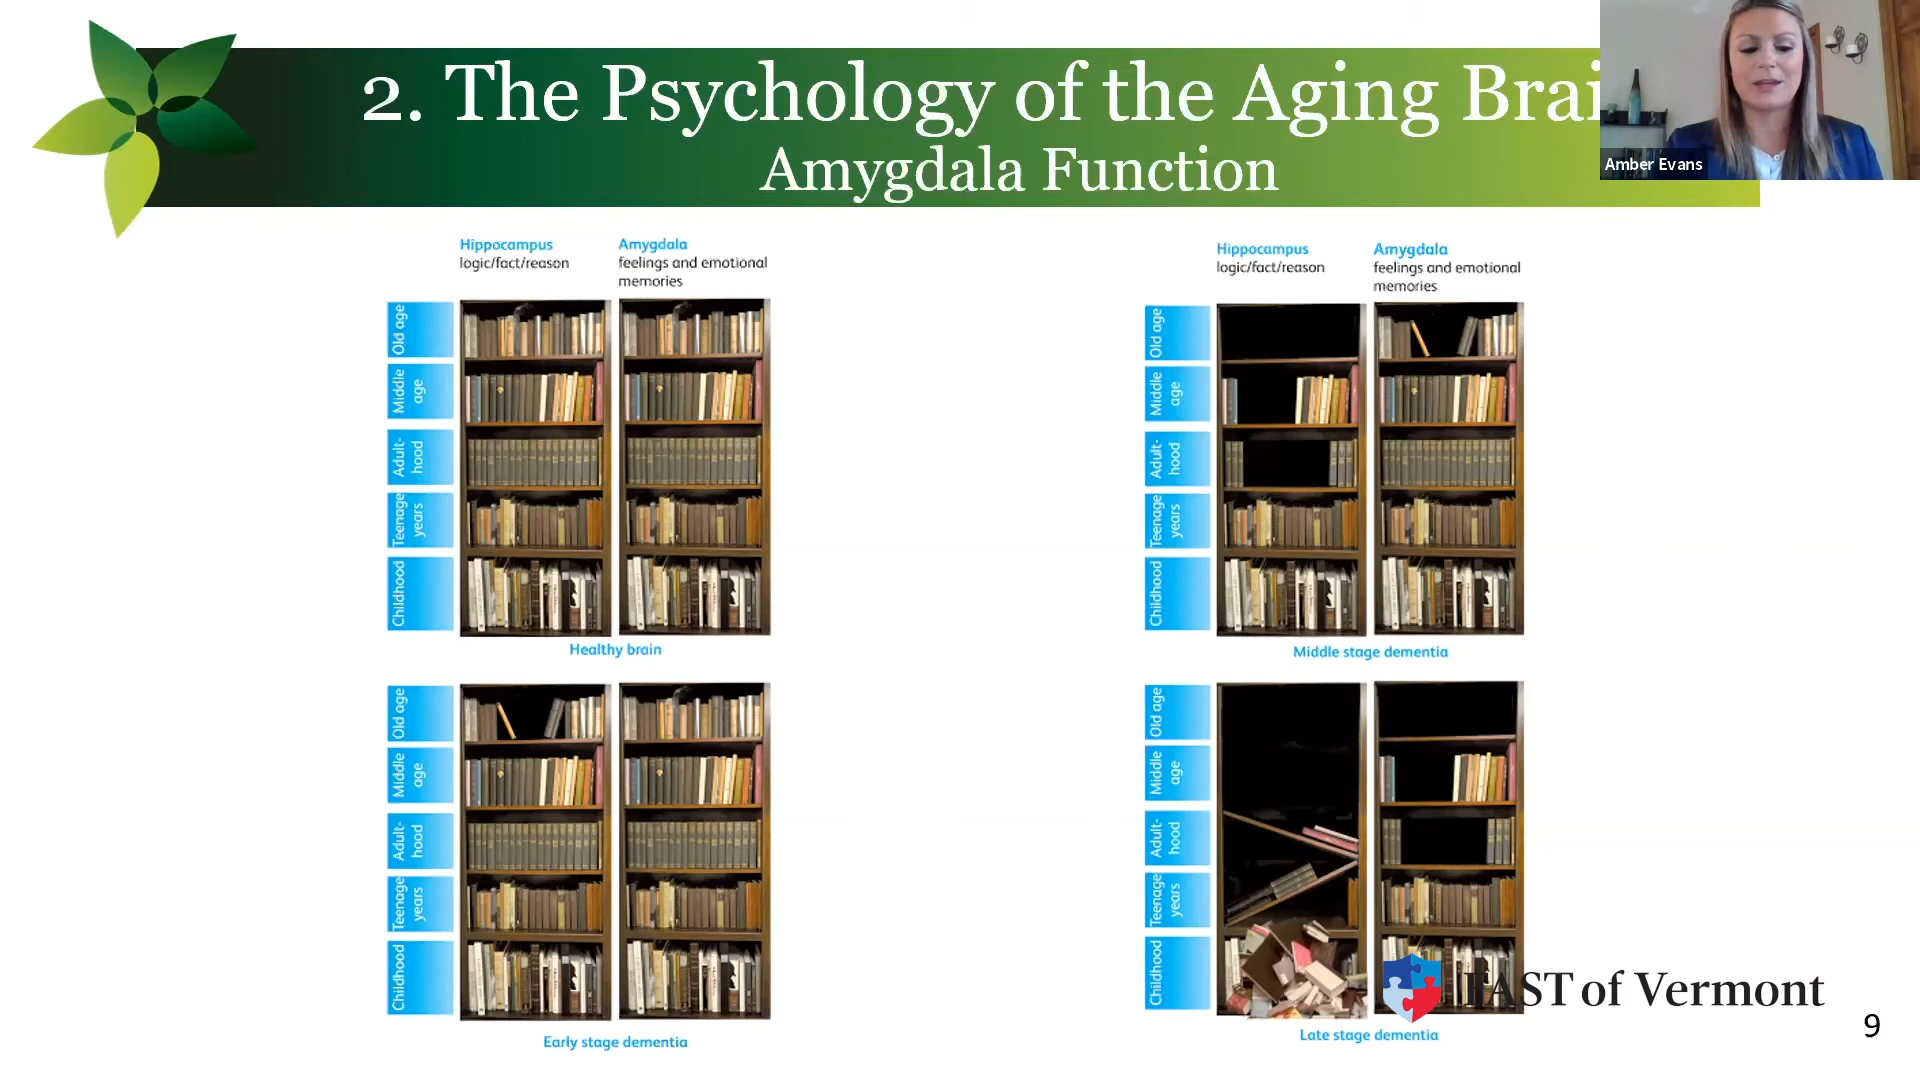 2. The Psychology of the Aging Brai
Amygdala Function
Amber Evans
Hippocampus
logic/fact/reason
Amygdala
feelings and emotional
memories
Old age
Middle
age
Adult-
hood
Teenage
years
Childhood
Healthy brain
Hippocampus
logic/fact/reason
Amygdala
feelings and emotional
memories
Old age
Middle
age
Adult-
hood
Teenage
years
Childhood
Middle stage dementia
Old age
Middle
age
Adult-
hood
Teenage
years
Childhood
Early stage dementia
Old age
Middle
age
Adult-
hood
Teenage
years
Childhood
Late stage dementia
FAST of Vermont
9